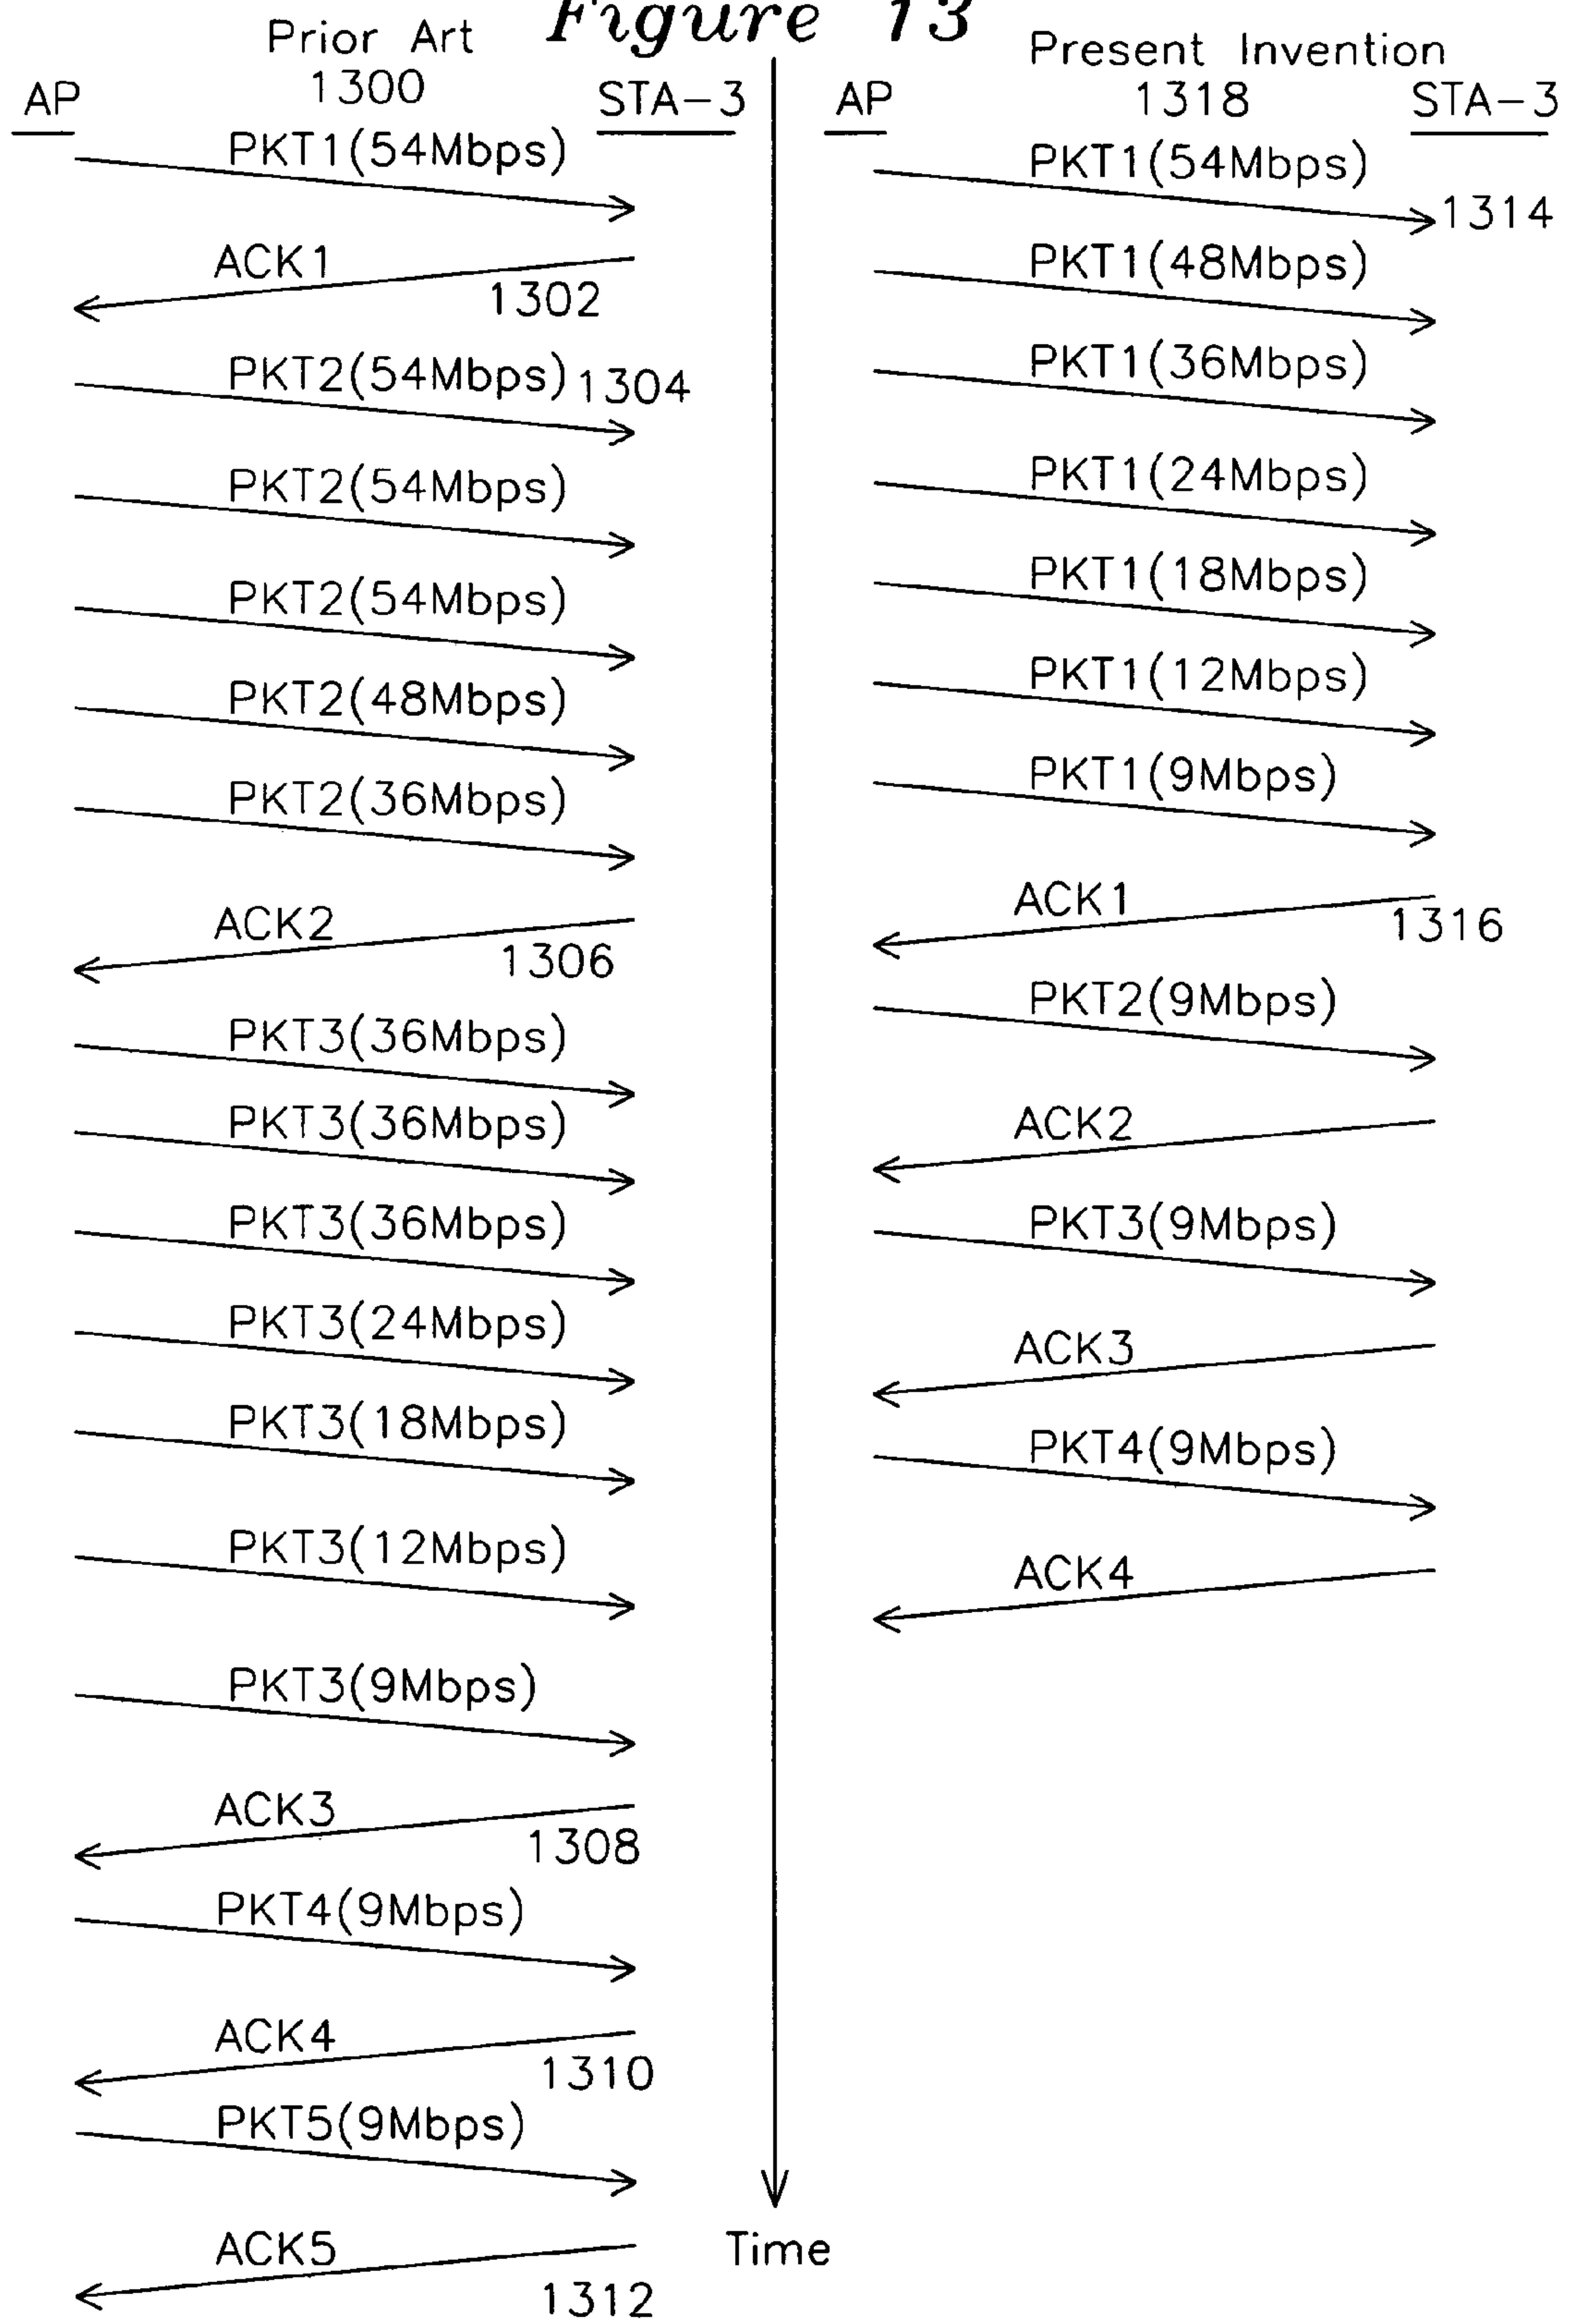 Figure 13
Prior Art
1300
AP
STA-3
PKT1(54Mbps)
ACK1
1302
PKT2(54Mbps)
1304
PKT2(54Mbps)
PKT2(54Mbps)
PKT2(48Mbps)
PKT2(36Mbps)
ACK2
1306
PKT3(36Mbps)
PKT3(36Mbps)
PKT3(36Mbps)
PKT3(24Mbps)
PKT3(18Mbps)
PKT3(12Mbps)
PKT3(9Mbps)
ACK3
1308
PKT4(9Mbps)
ACK4
1310
PKT5(9Mbps)
ACK5
1312
Time
Present Invention
1318
AP
STA-3
PKT1(54Mbps)
1314
PKT1(48Mbps)
PKT1(36Mbps)
PKT1(24Mbps)
PKT1(18Mbps)
PKT1(12Mbps)
PKT1(9Mbps)
ACK1
1316
PKT2(9Mbps)
ACK2
PKT3(9Mbps)
ACK3
PKT4(9Mbps)
ACK4